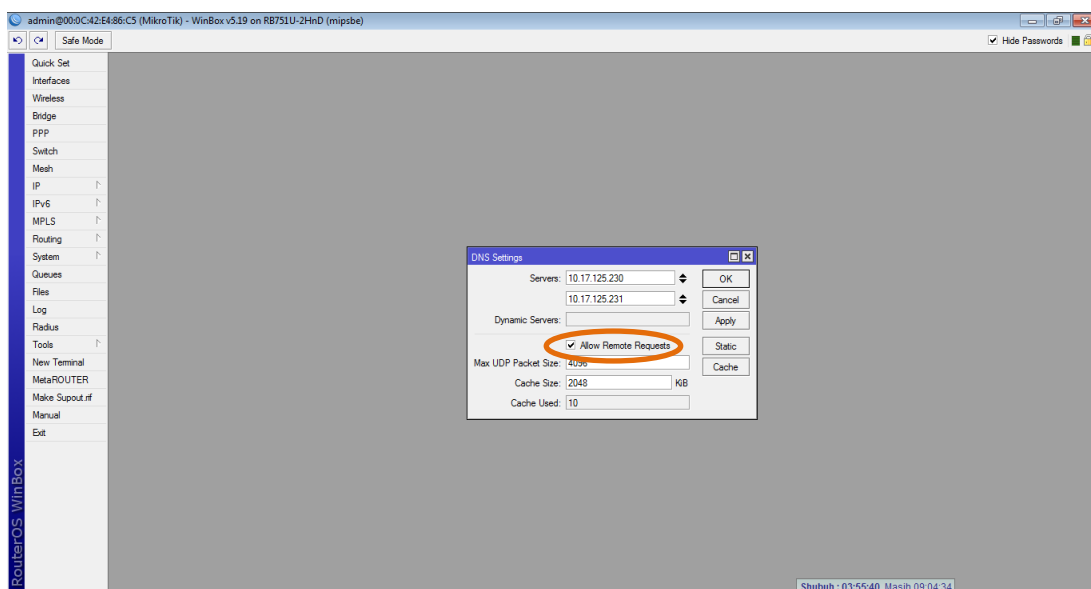 admin@00:0C:42:E4:86:C5 (MikroTik) - WinBox v5.19 on RB751U-2HnD (mipsbe)
Safe Mode
Hide Passwords
Quick Set
Interfaces
Wireless
Bridge
PPP
Switch
Mesh
IP
IPv6
MPLS
Routing
System
Queues
Files
Log
Radius
Tools
New Terminal
MetaROUTER
Make Supout.rif
Manual
Exit
RouterOS WinBox
DNS Settings
Servers: 10.17.125.230
10.17.125.231
Dynamic Servers:
Allow Remote Requests
Max UDP Packet Size: 4096
Cache Size: 2048 KiB
Cache Used: 10
OK
Cancel
Apply
Static
Cache
Shubuh : 03:55:40 Masih 09:04:34